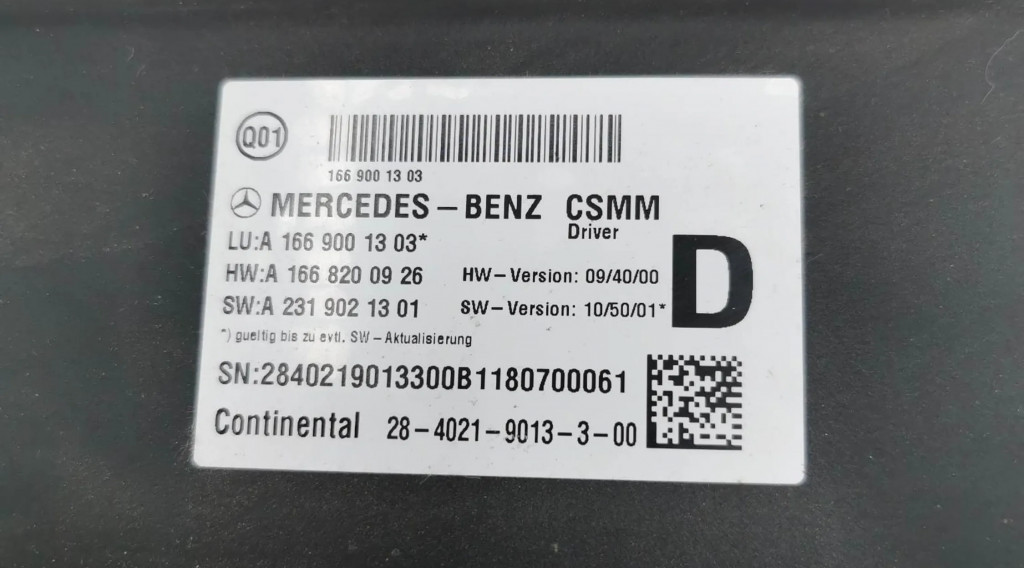 Q01
166 900 13 03
MERCEDES-BENZ CSMM
Driver
LU:A 166 900 13 03*
D
HW:A 166 820 09 26 HW-Version: 09/40/00
SW:A 231 902 13 01 SW-Version: 10/50/01*
*) gueltig bis zu evtl. SW-Aktualisierung
SN:2840219013300B1180700061
Continental 28-4021-9013-3-00